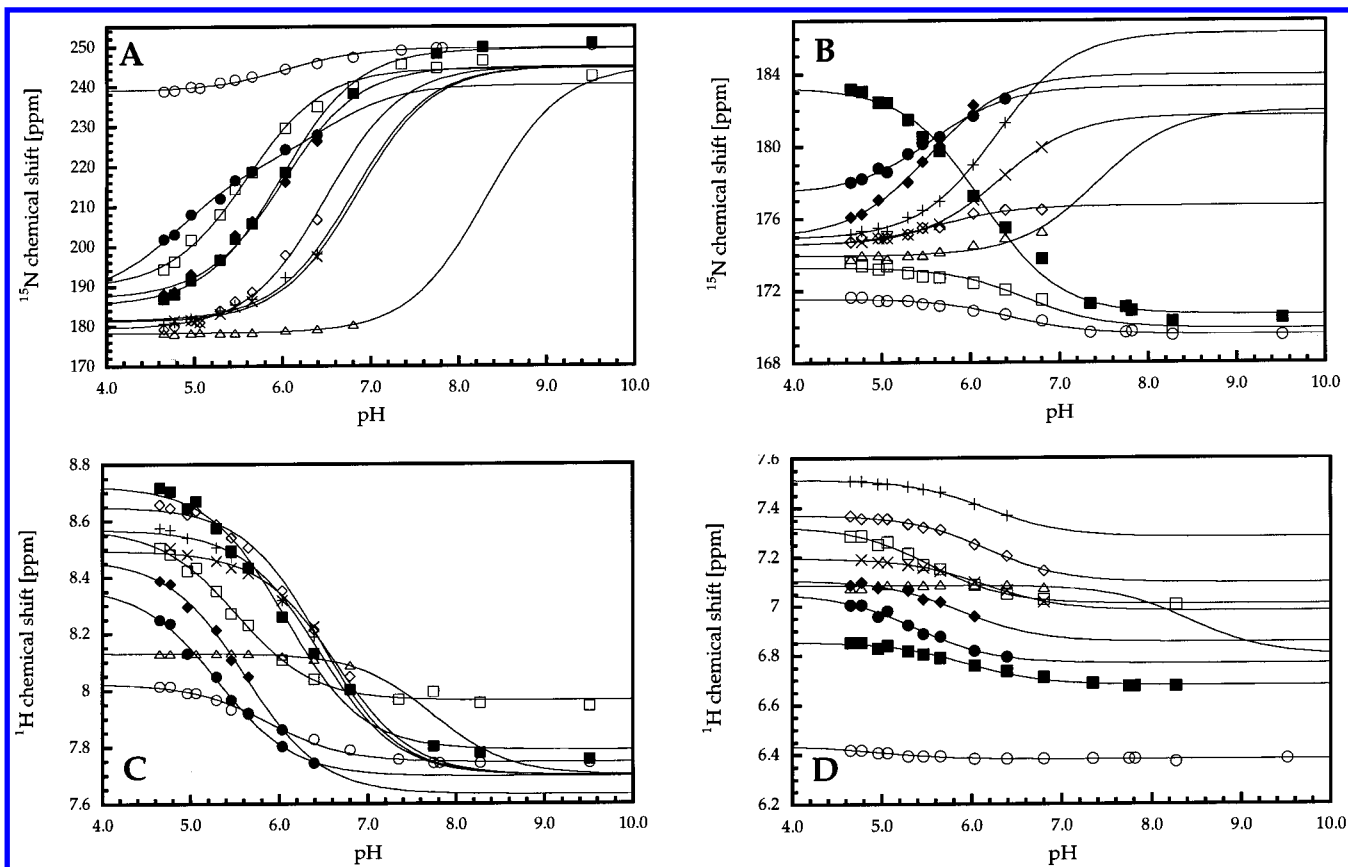 A
250
240
230
220
210
200
190
180
170
¹⁵N chemical shift [ppm]
4.0 5.0 6.0 7.0 8.0 9.0 10.0
pH
B
184
180
176
172
168
¹⁵N chemical shift [ppm]
4.0 5.0 6.0 7.0 8.0 9.0 10.0
pH
8.8
8.6
8.4
8.2
8
7.8
7.6
¹H chemical shift [ppm]
C
4.0 5.0 6.0 7.0 8.0 9.0 10.0
pH
7.6
7.4
7.2
7
6.8
6.6
6.4
6.2
¹H chemical shift [ppm]
D
4.0 5.0 6.0 7.0 8.0 9.0 10.0
pH